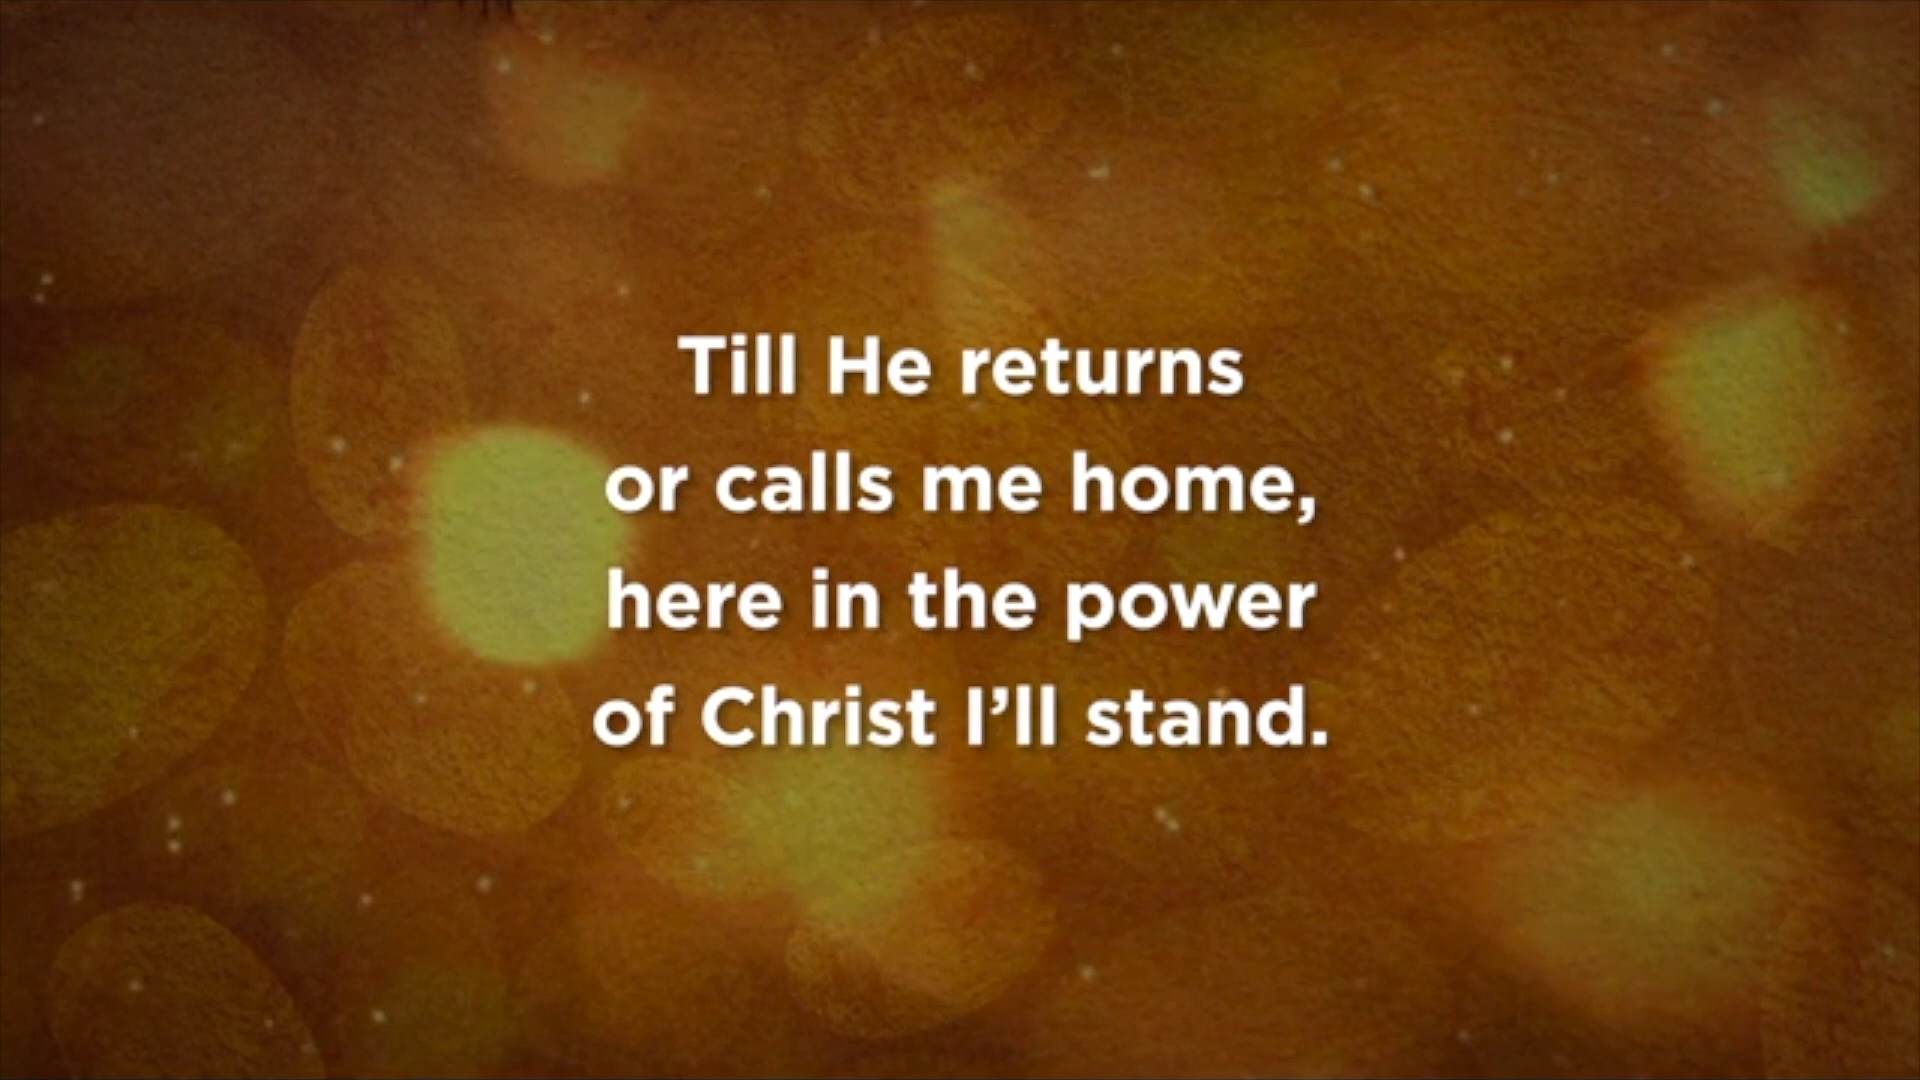 Till He returns
or calls me home,
here in the power
of Christ I’ll stand.